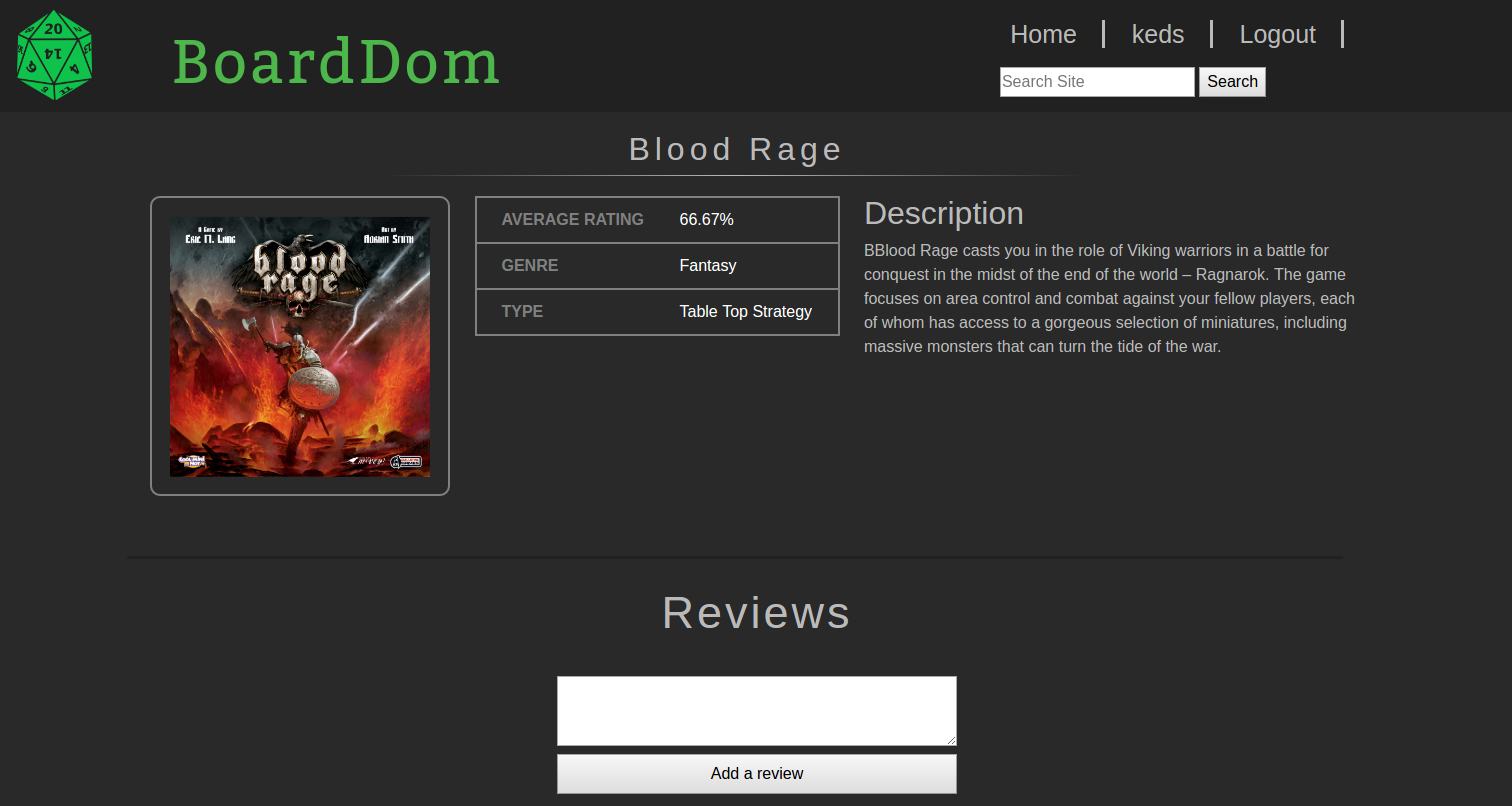 20
14
9
4
11
BoardDom
Home
keds
Logout
Search Site
Search
Blood Rage
A Game by
Eric M. Lang
Art by
Adrian Smith
blood
rage
AVERAGE RATING 66.67%
GENRE Fantasy
TYPE Table Top Strategy
Description
BBlood Rage casts you in the role of Viking warriors in a battle for
conquest in the midst of the end of the world – Ragnarok. The game
focuses on area control and combat against your fellow players, each
of whom has access to a gorgeous selection of miniatures, including
massive monsters that can turn the tide of the war.
Reviews
Add a review